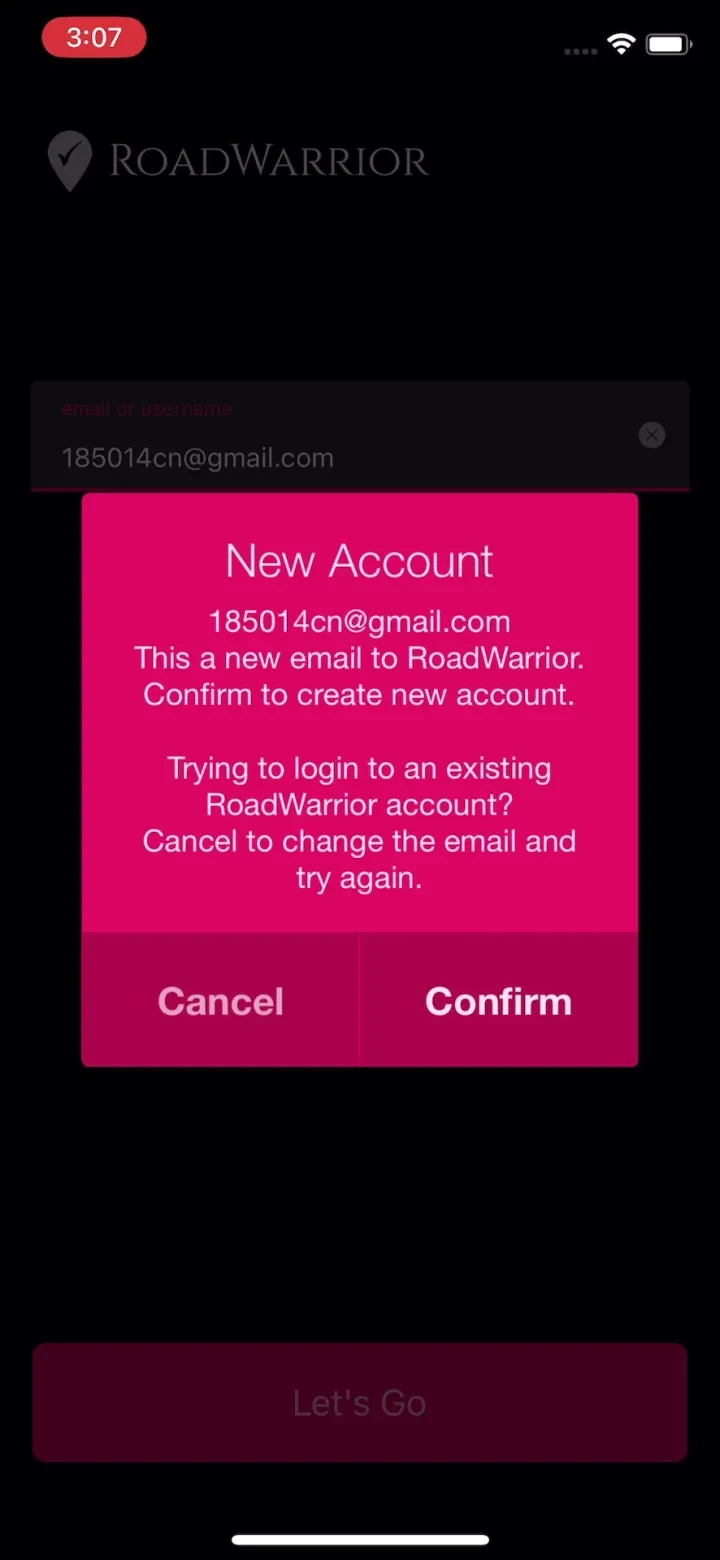 3:07
ROADWARRIOR
email or username
185014cn@gmail.com
New Account
185014cn@gmail.com
This a new email to RoadWarrior.
Confirm to create new account.
Trying to login to an existing
RoadWarrior account?
Cancel to change the email and
try again.
Cancel
Confirm
Let's Go